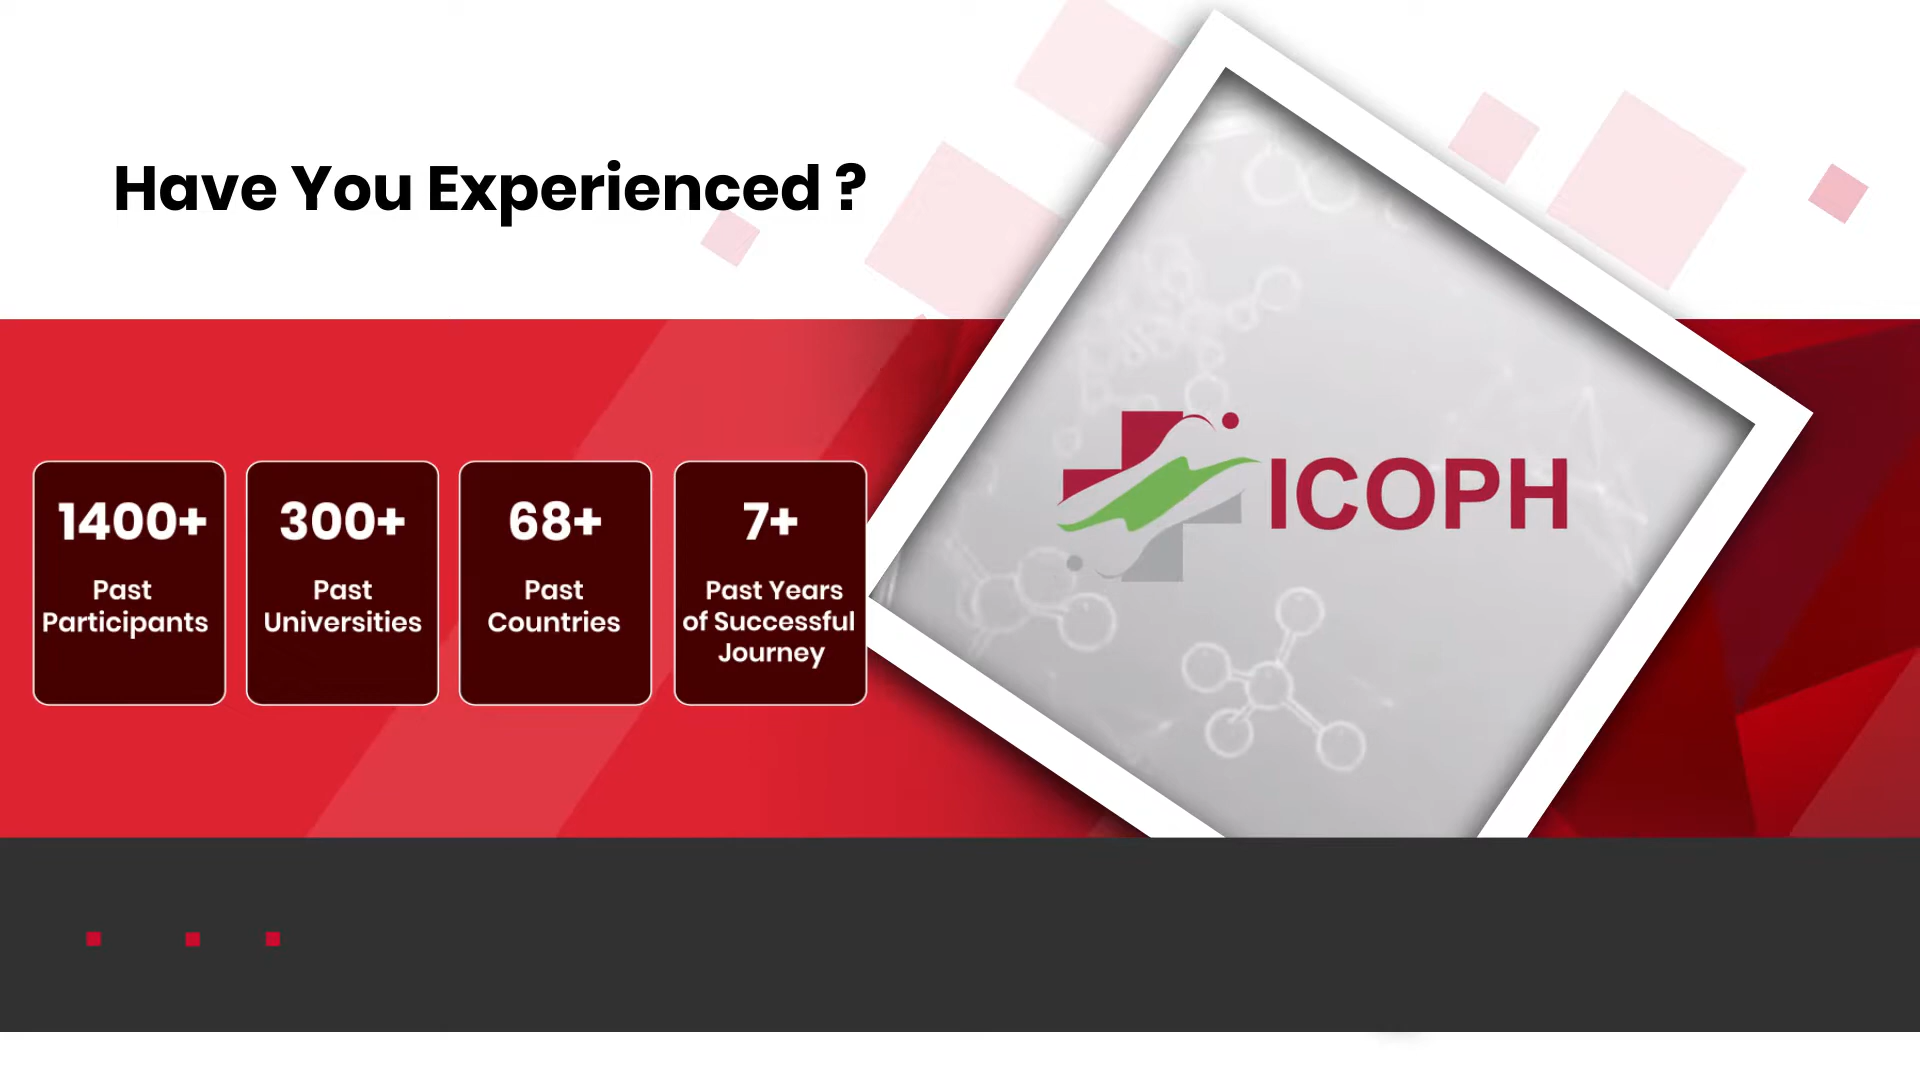 Have You Experienced ?
1400+
Past
Participants
300+
Past
Universities
68+
Past
Countries
7+
Past Years
of Successful
Journey
ICOPH